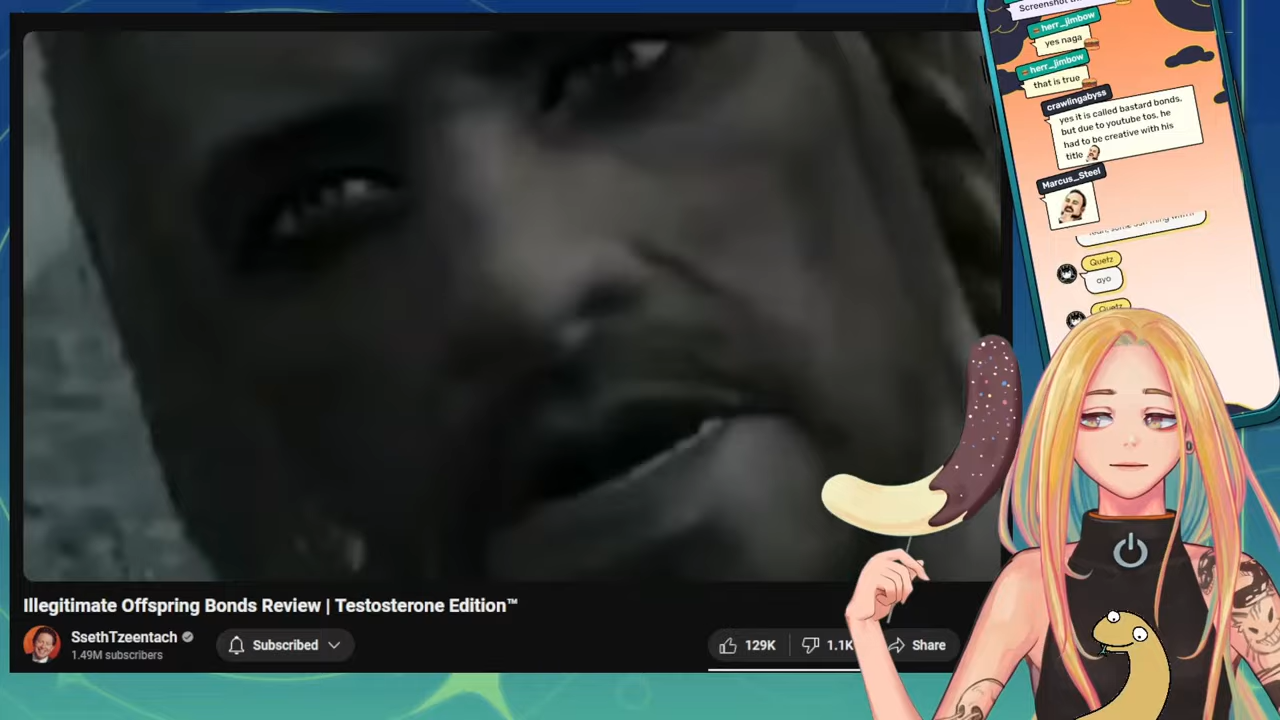 Screenshot
herr_jimbow
yes naga
herr_jimbow
that is true
crawlingabyss
yes it is called bastard bonds,
but due to youtube tos, he
had to be creative with his
title
Marcus_Steel
Quetz
ayo
Quetz
Illegitimate Offspring Bonds Review | Testosterone Edition™
SsethTzeentach
1.49M subscribers
Subscribed
129K
1.1K
Share